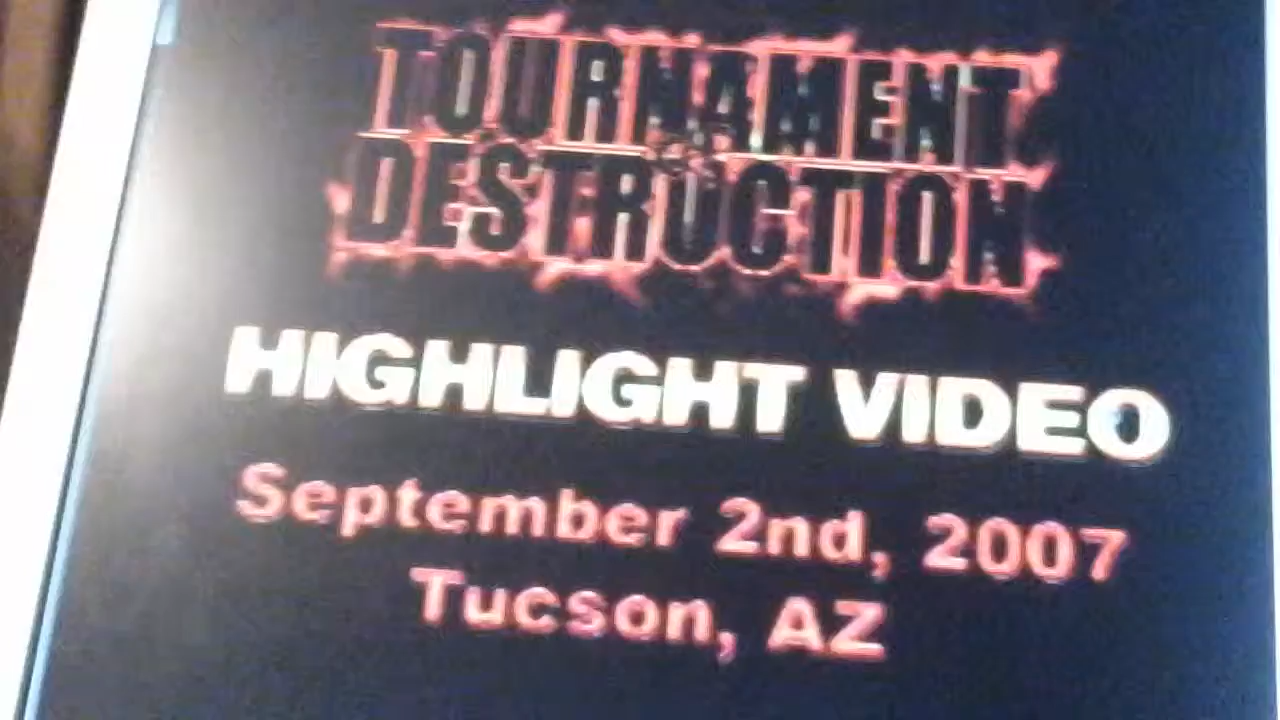 TOURNAMENT
DESTRUCTION
HIGHLIGHT VIDEO
September 2nd, 2007
Tucson, AZ